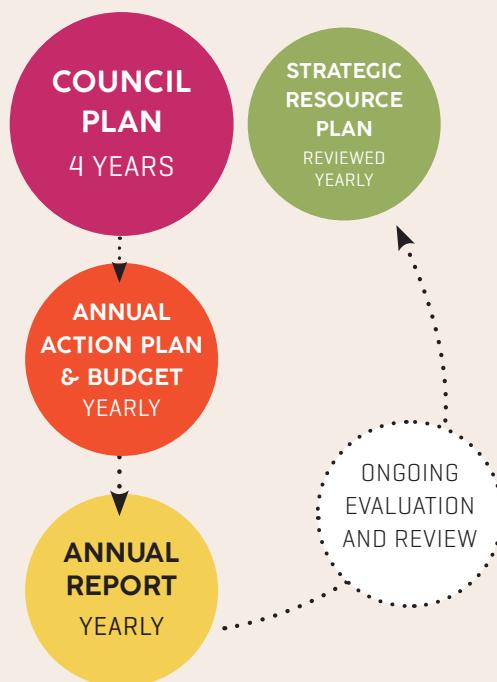 COUNCIL
PLAN
4 YEARS
STRATEGIC
RESOURCE
PLAN
REVIEWED
YEARLY
ANNUAL
ACTION PLAN
& BUDGET
YEARLY
ONGOING
EVALUATION
AND REVIEW
ANNUAL
REPORT
YEARLY